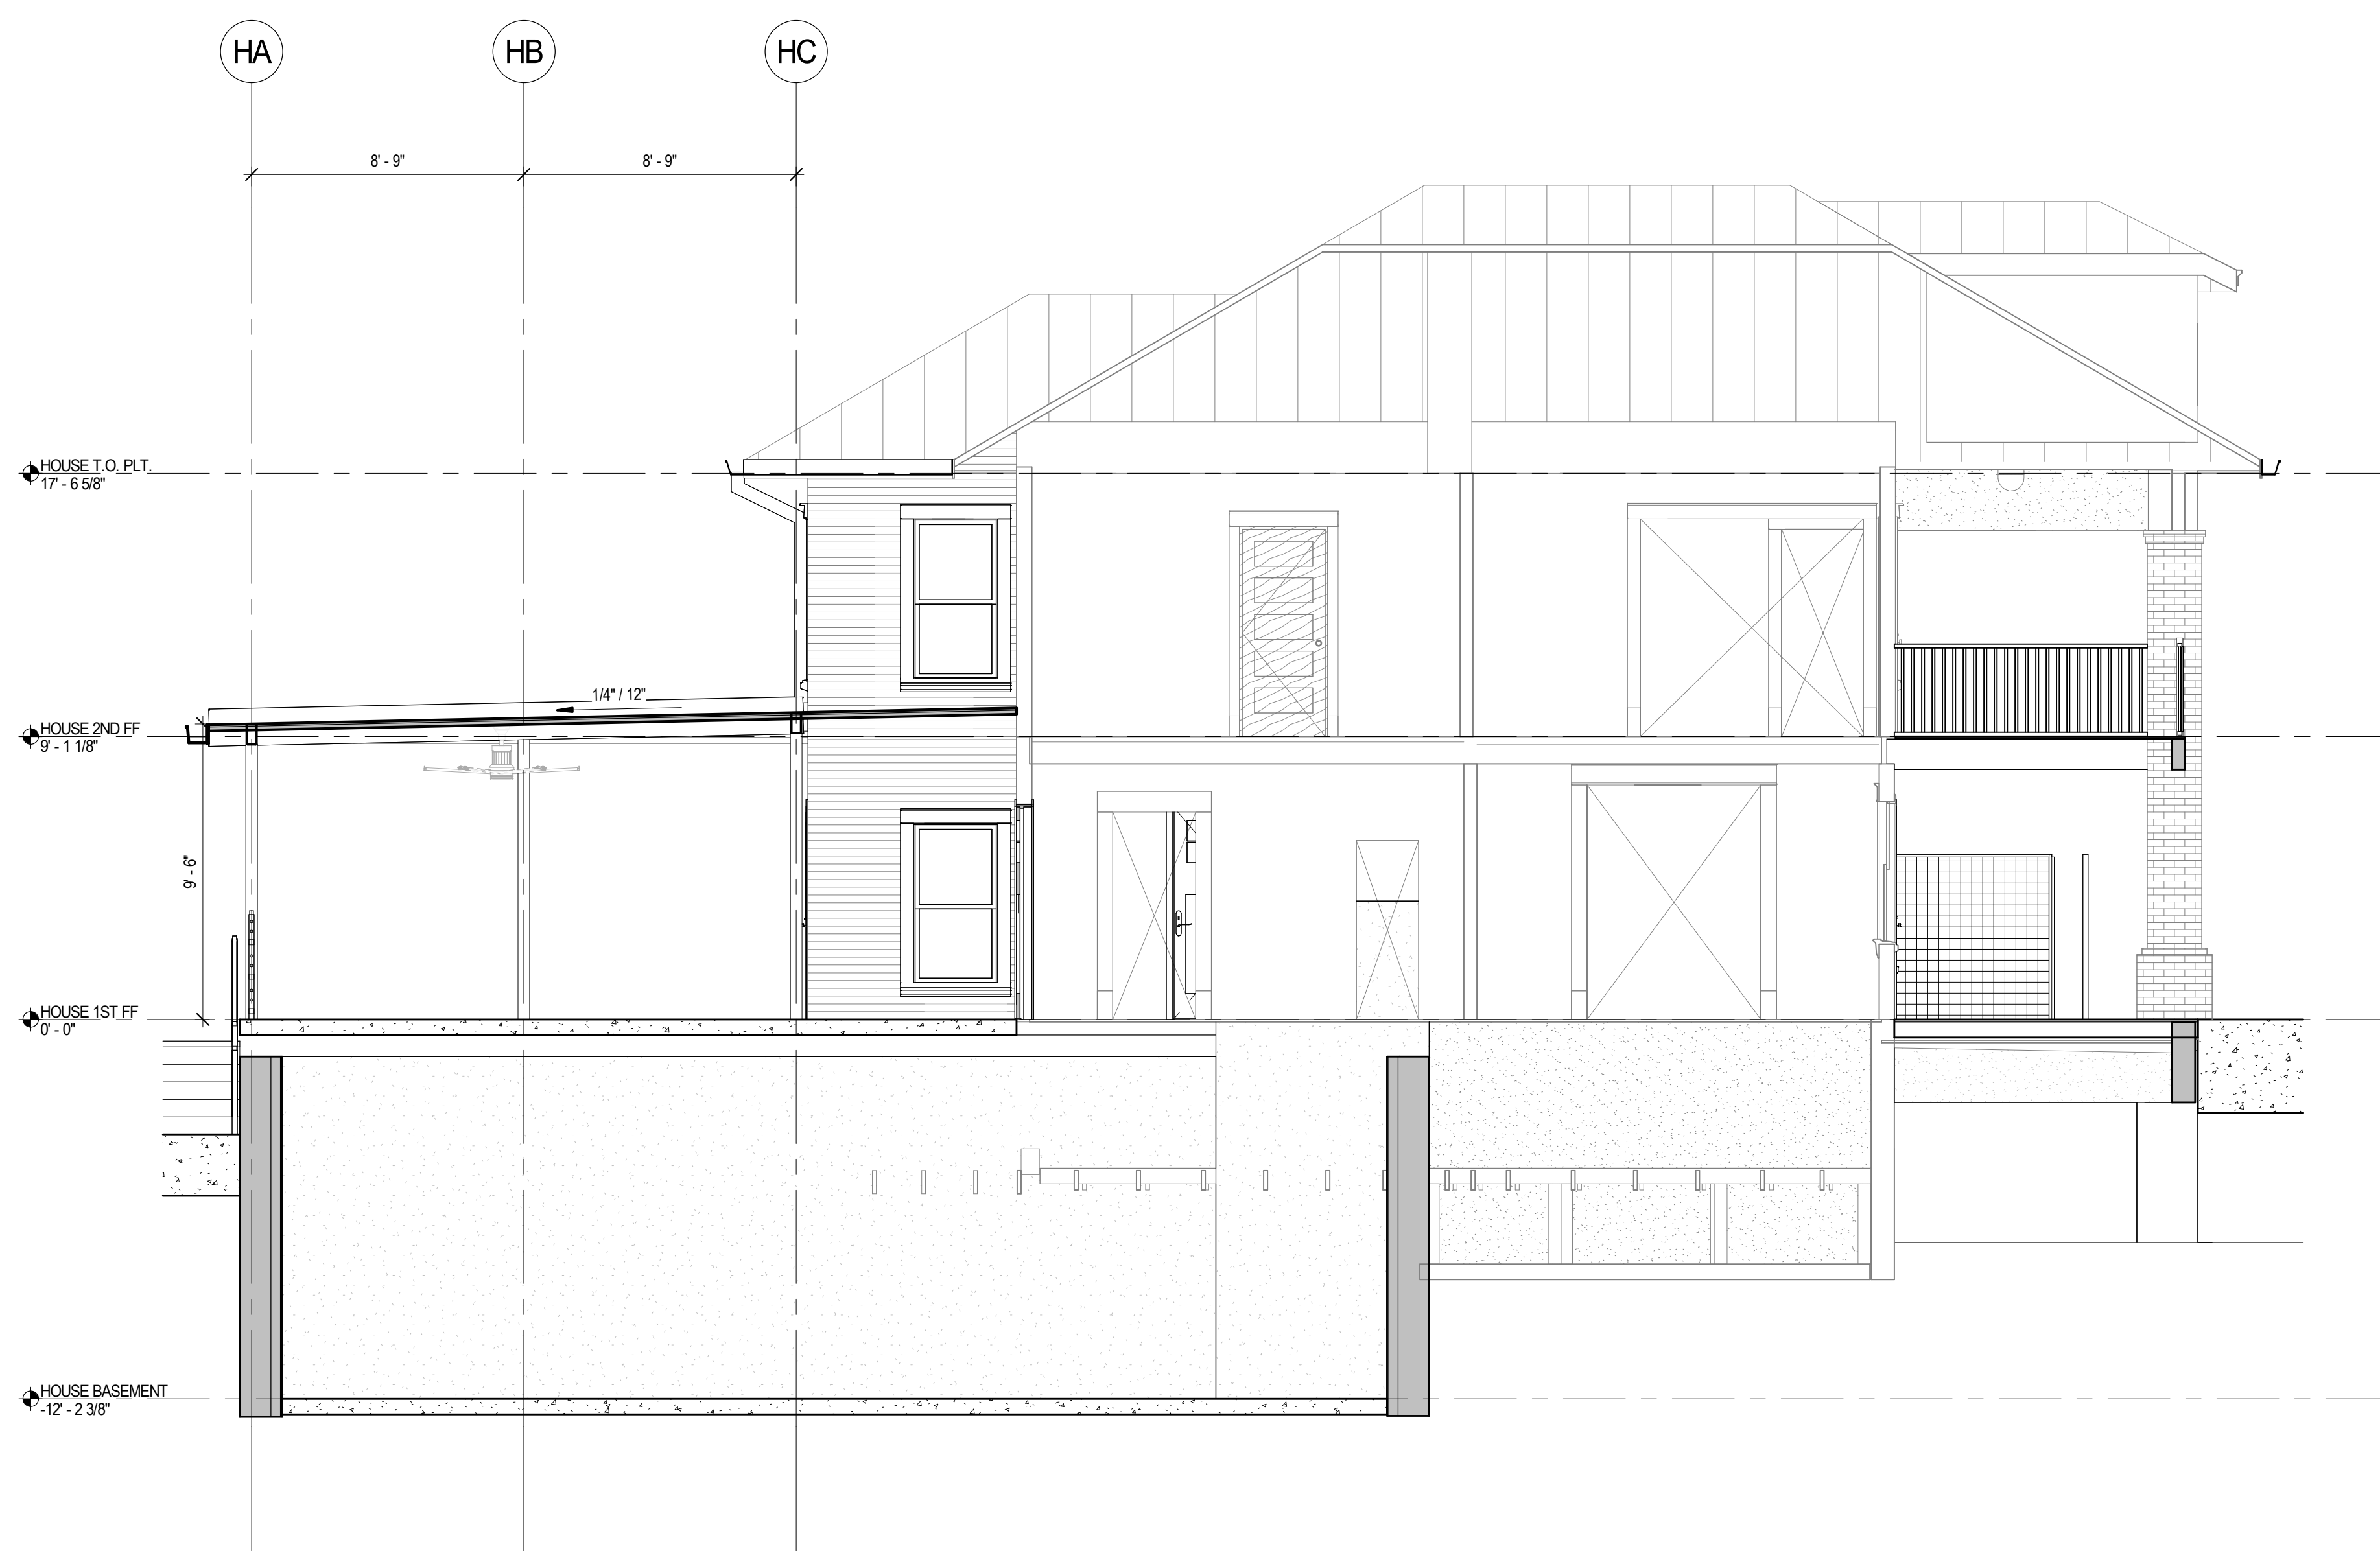 HA
HB
HC
8' - 9"
8' - 9"
HOUSE T.O. PLT.
17' - 6 5/8"
1/4" / 12"
HOUSE 2ND FF
9' - 1 1/8"
9' - 6"
HOUSE 1ST FF
0' - 0"
HOUSE BASEMENT
-12' - 2 3/8"